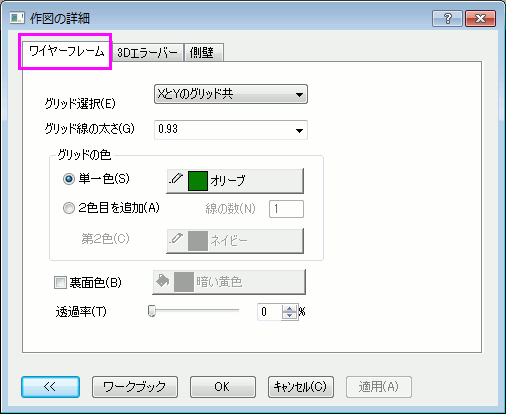 作図の詳細
ワイヤーフレーム 3Dエラーバー 側壁
グリッド選択(E) XとYのグリッド共
グリッド線の太さ(G) 0.93
グリッドの色
単一色(S) オリーブ
2色目を追加(A) 線の数(N) 1
第2色(C) ネイビー
裏面色(B) 暗い黄色
透過率(T) 0 %
<< ワークブック OK キャンセル(C) 適用(A)